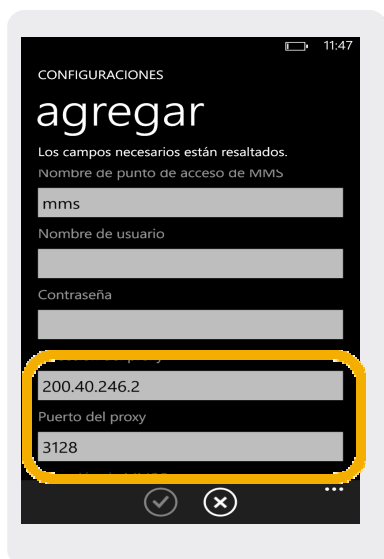 11:47
CONFIGURACIONES
agregar
Los campos necesarios están resaltados.
Nombre de punto de acceso de MMS
mms
Nombre de usuario
Contraseña
200.40.246.2
Puerto del proxy
3128